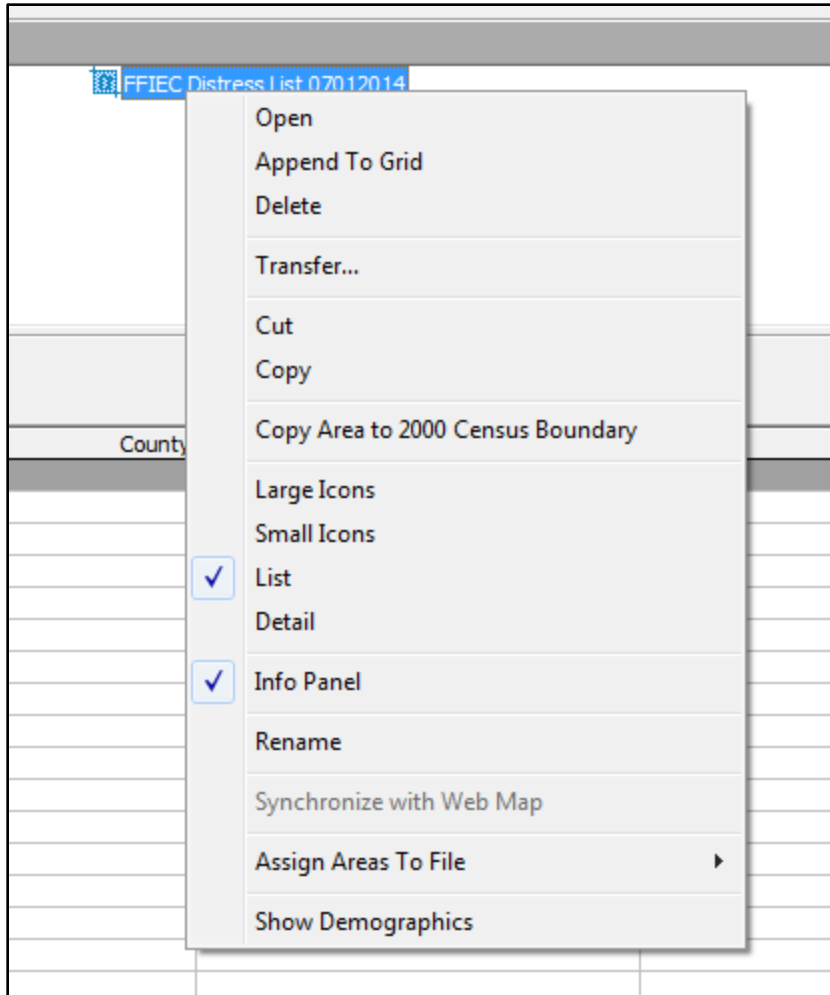 FFIEC Distress List 07012014
Open
Append To Grid
Delete
Transfer...
Cut
Copy
Copy Area to 2000 Census Boundary
County
Large Icons
Small Icons
List
Detail
Info Panel
Rename
Synchronize with Web Map
Assign Areas To File
Show Demographics